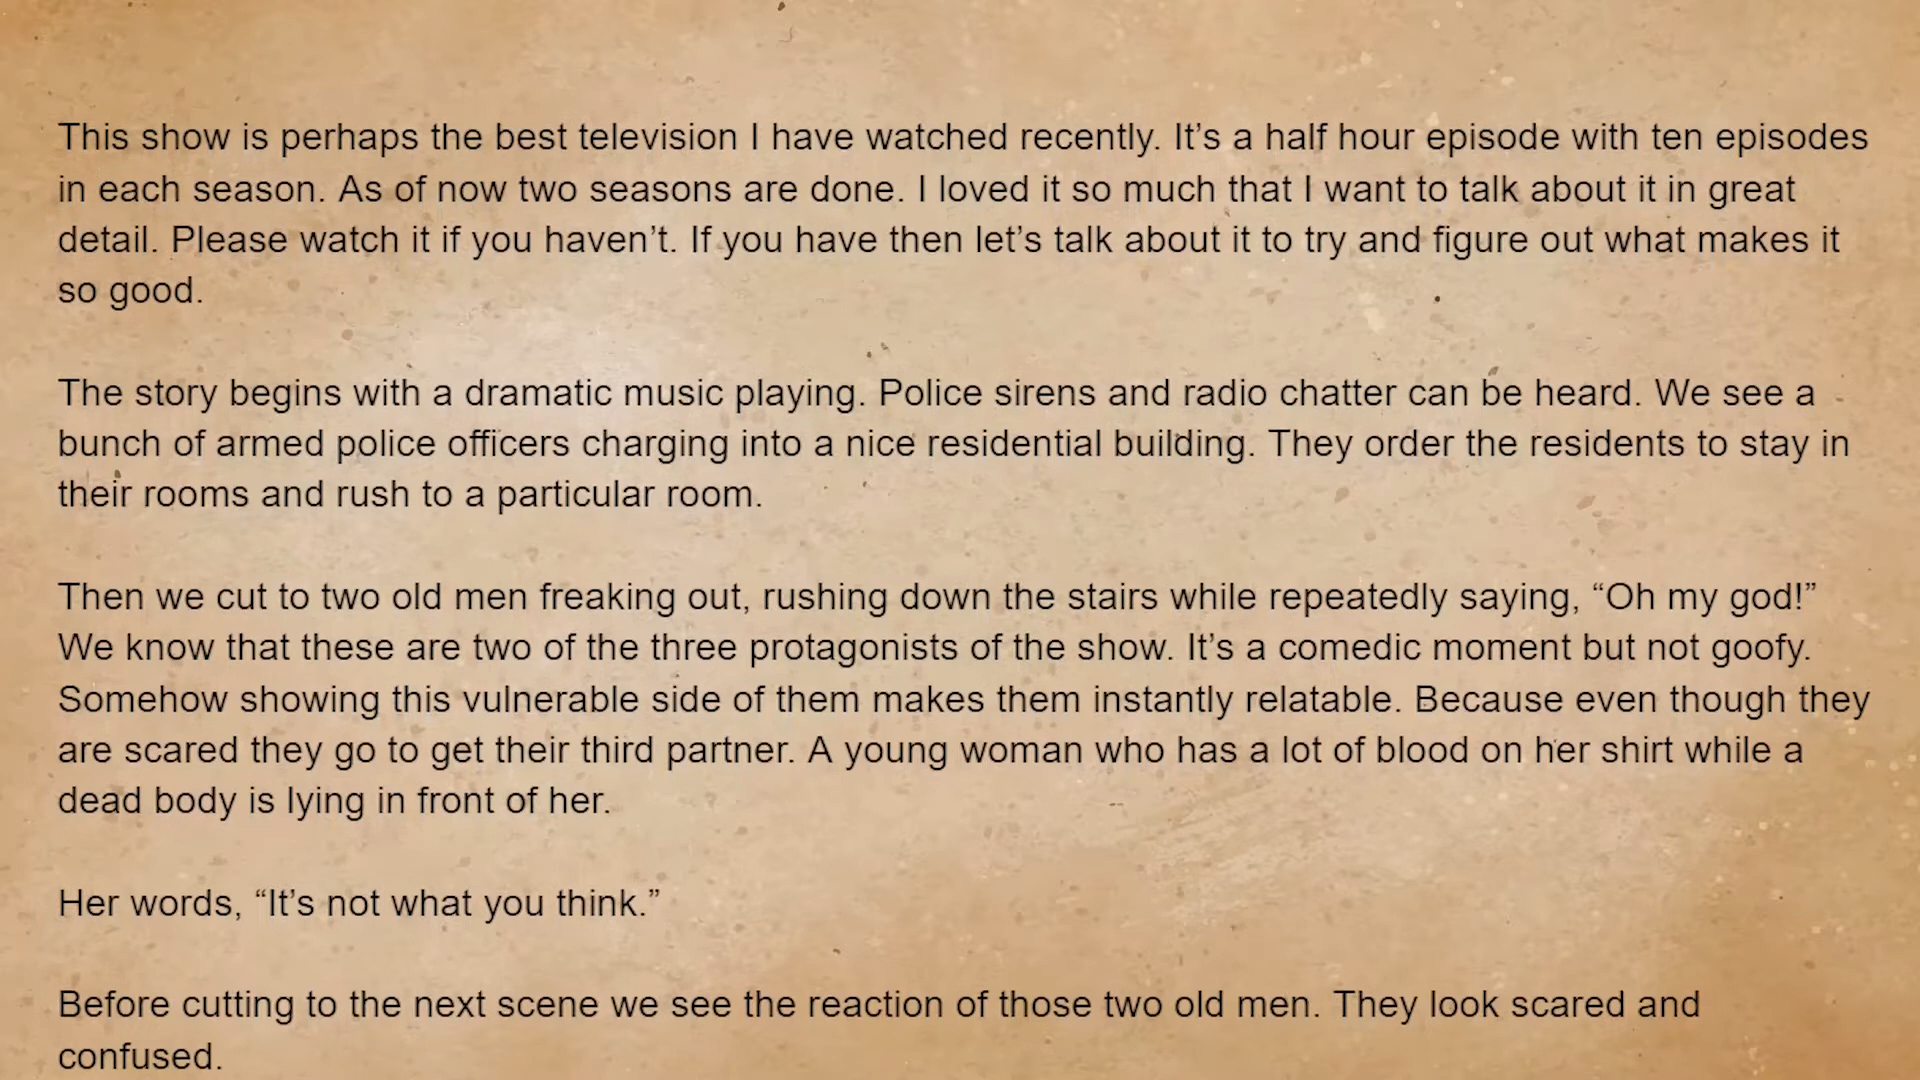 This show is perhaps the best television I have watched recently. It’s a half hour episode with ten episodes
in each season. As of now two seasons are done. I loved it so much that I want to talk about it in great
detail. Please watch it if you haven’t. If you have then let’s talk about it to try and figure out what makes it
so good.
The story begins with a dramatic music playing. Police sirens and radio chatter can be heard. We see a
bunch of armed police officers charging into a nice residential building. They order the residents to stay in
their rooms and rush to a particular room.
Then we cut to two old men freaking out, rushing down the stairs while repeatedly saying, “Oh my god!”
We know that these are two of the three protagonists of the show. It’s a comedic moment but not goofy.
Somehow showing this vulnerable side of them makes them instantly relatable. Because even though they
are scared they go to get their third partner. A young woman who has a lot of blood on her shirt while a
dead body is lying in front of her.
Her words, “It’s not what you think.”
Before cutting to the next scene we see the reaction of those two old men. They look scared and
confused.